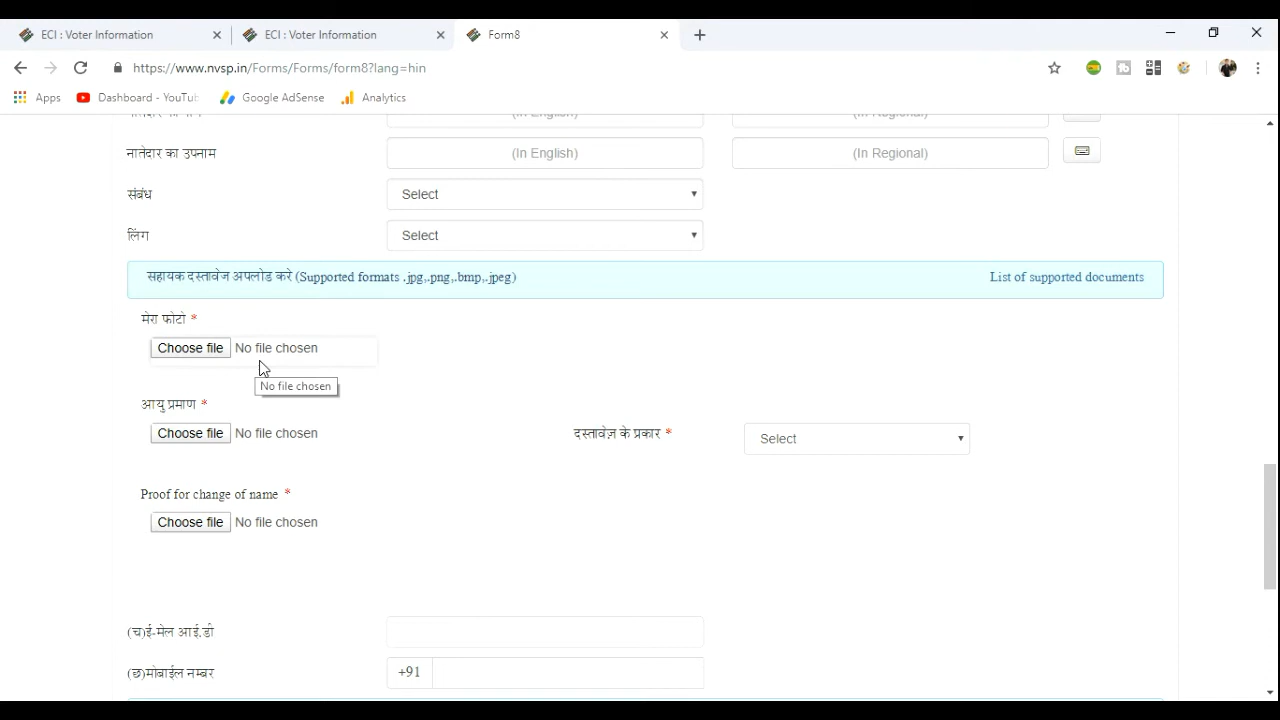 ECI : Voter Information
ECI : Voter Information
Form8
https://www.nvsp.in/Forms/Forms/form8?lang=hin
Apps
Dashboard - YouTub
Google AdSense
Analytics
(In English)
(In Regional)
नातेदार का उपनाम
(In English)
(In Regional)
संबंध
Select
लिंग
Select
सहायक दस्तावेज अपलोड करे (Supported formats .jpg,.png,.bmp,.jpeg)
List of supported documents
मेरा फोटो *
Choose file No file chosen
No file chosen
आयु प्रमाण *
Choose file No file chosen
दस्तावेज़ के प्रकार *
Select
Proof for change of name *
Choose file No file chosen
(च)ई-मेल आई.डी
(छ)मोबाईल नम्बर
+91